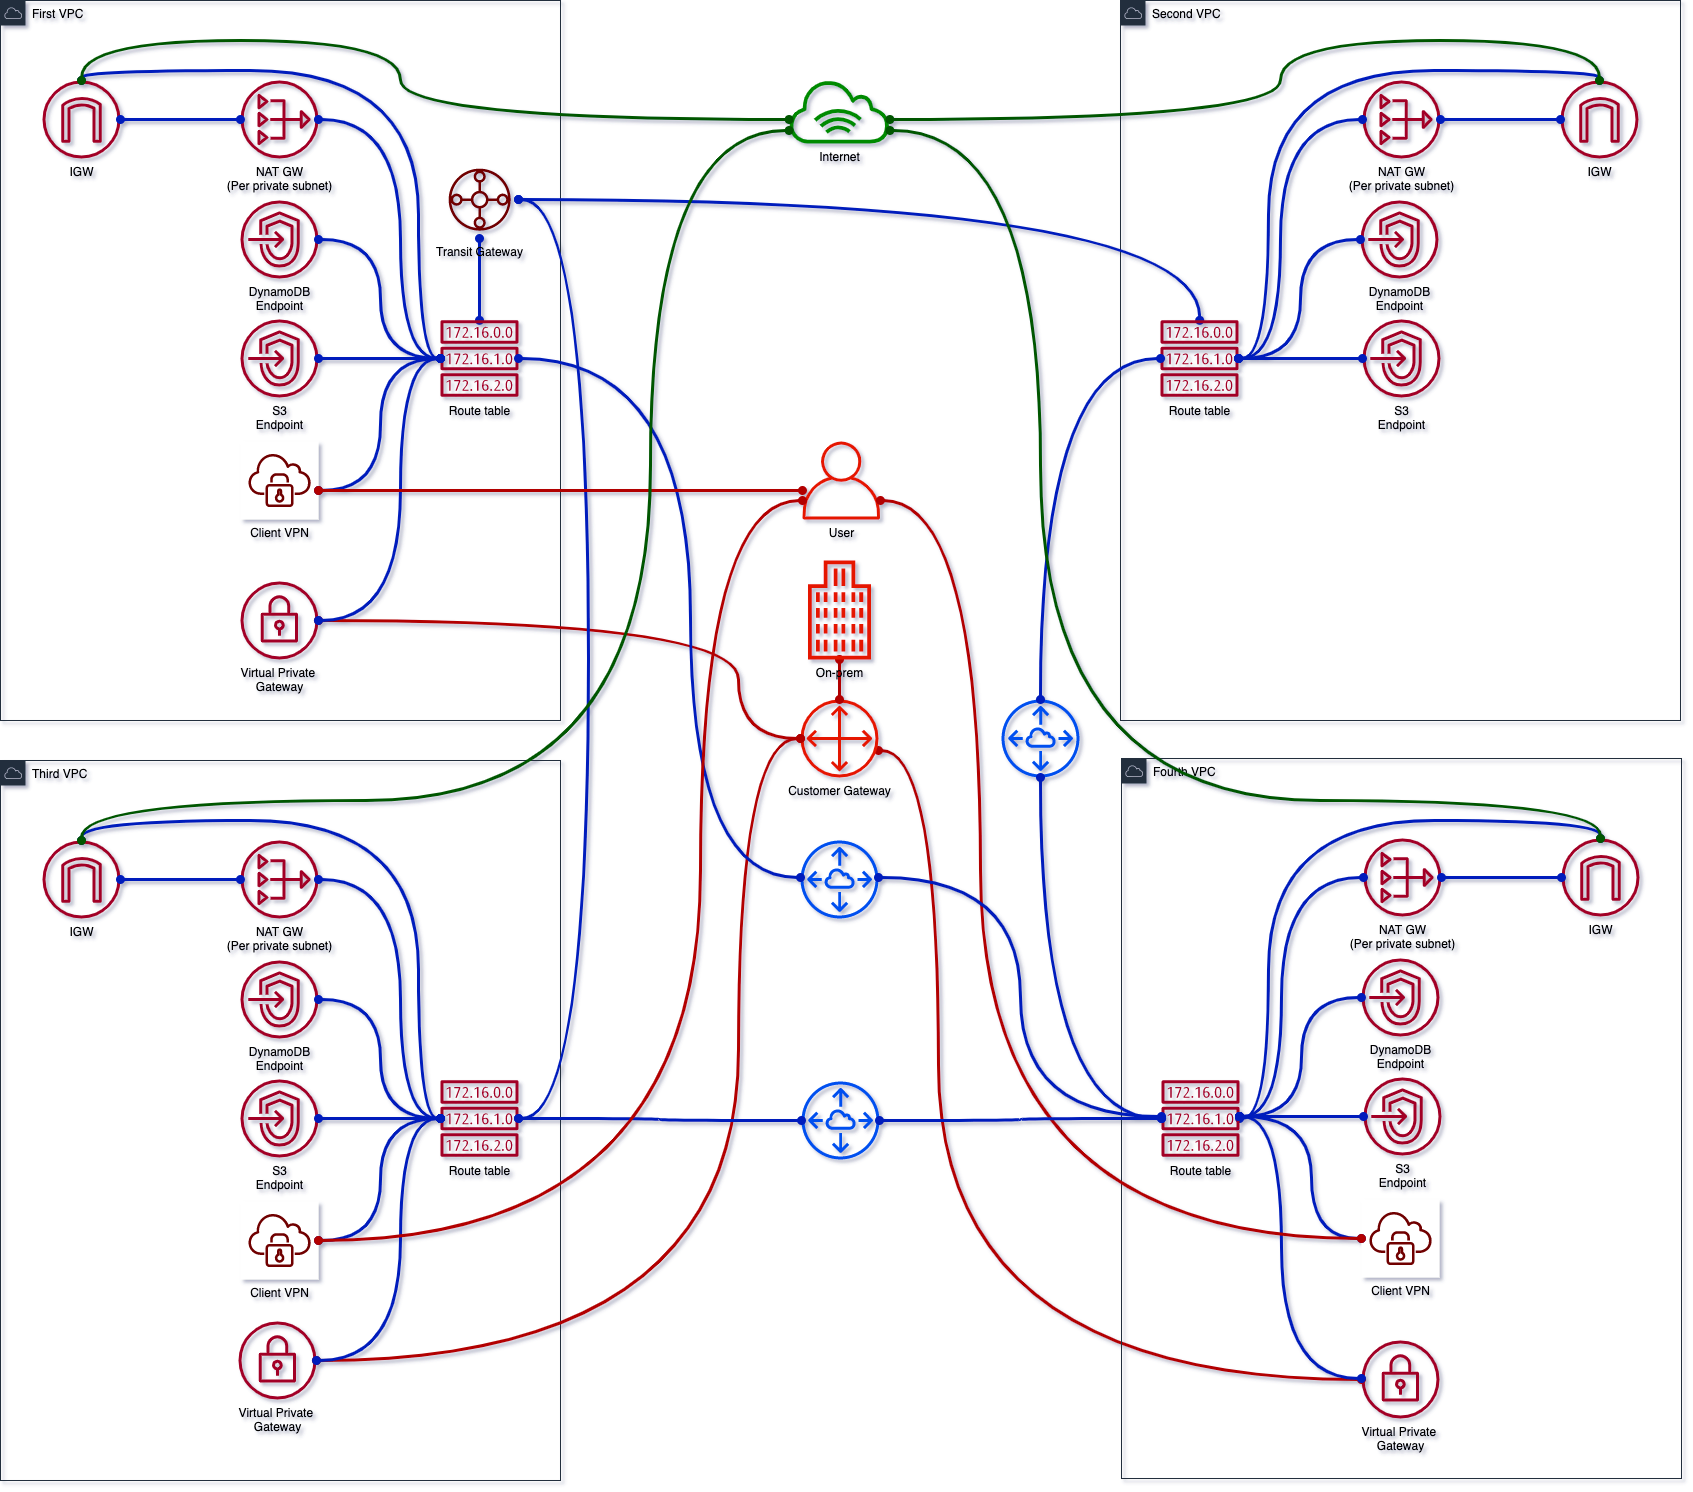 First VPC
IGW
NAT GW
(Per private subnet)
DynamoDB
Endpoint
S3
Endpoint
Client VPN
Virtual Private
Gateway
Transit Gateway
172.16.0.0
172.16.1.0
172.16.2.0
Route table
Internet
User
On-prem
Customer Gateway
Second VPC
172.16.0.0
172.16.1.0
172.16.2.0
Route table
NAT GW
(Per private subnet)
IGW
DynamoDB
Endpoint
S3
Endpoint
Third VPC
IGW
NAT GW
(Per private subnet)
DynamoDB
Endpoint
S3
Endpoint
Client VPN
Virtual Private
Gateway
172.16.0.0
172.16.1.0
172.16.2.0
Route table
Fourth VPC
172.16.0.0
172.16.1.0
172.16.2.0
Route table
NAT GW
(Per private subnet)
IGW
DynamoDB
Endpoint
S3
Endpoint
Client VPN
Virtual Private
Gateway